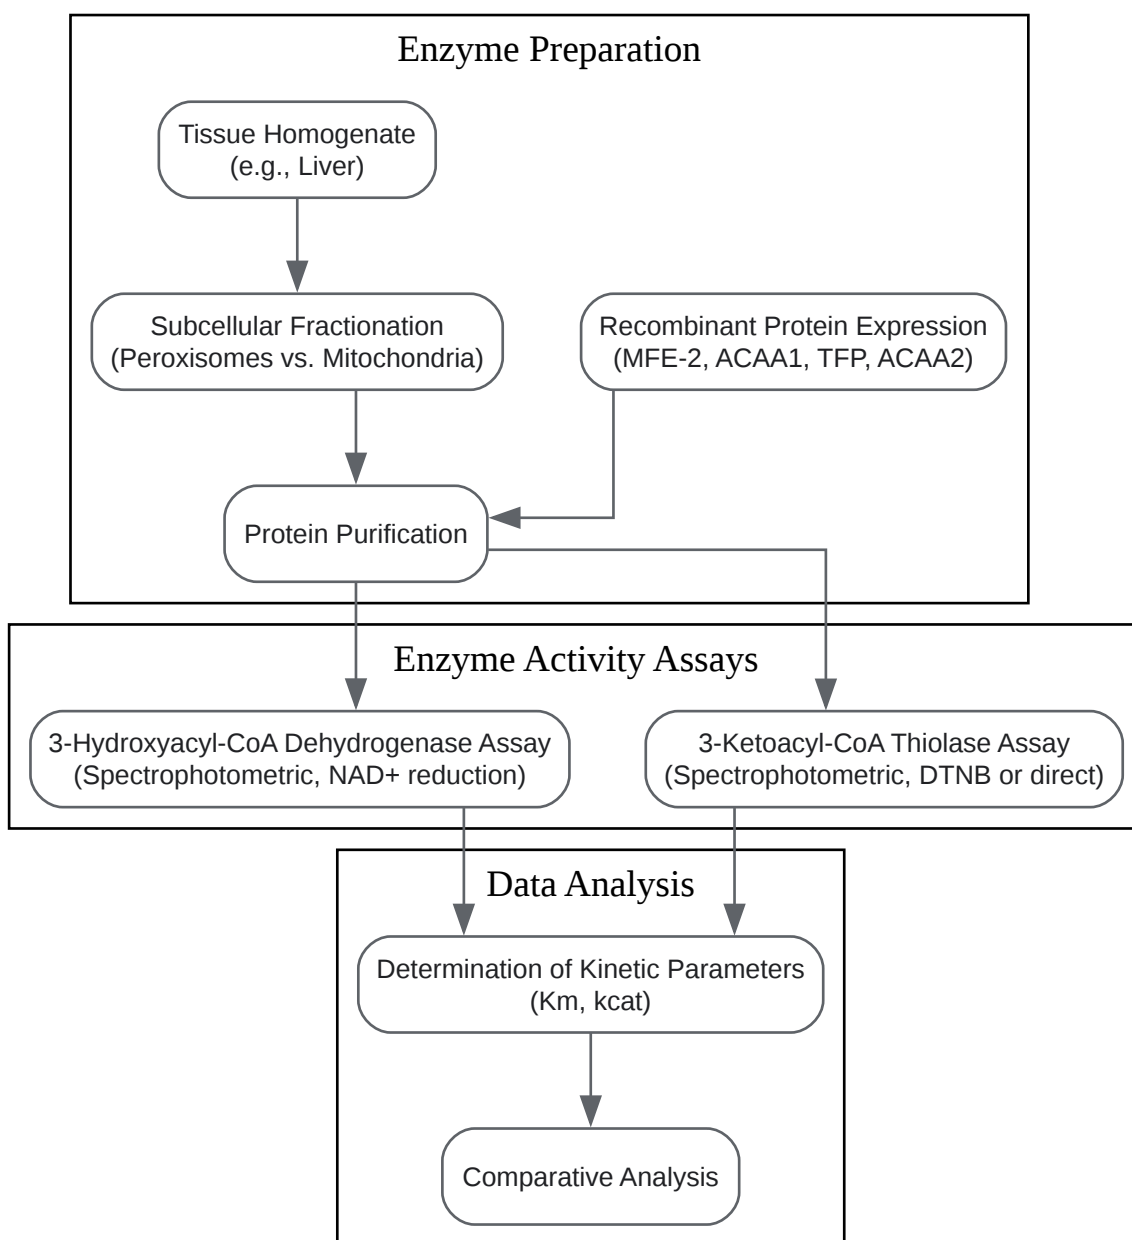 Enzyme Preparation
Tissue Homogenate
(e.g., Liver)
Subcellular Fractionation
(Peroxisomes vs. Mitochondria)
Recombinant Protein Expression
(MFE-2, ACAA1, TFP, ACAA2)
Protein Purification
Enzyme Activity Assays
3-Hydroxyacyl-CoA Dehydrogenase Assay
(Spectrophotometric, NAD+ reduction)
3-Ketoacyl-CoA Thiolase Assay
(Spectrophotometric, DTNB or direct)
Data Analysis
Determination of Kinetic Parameters
(Km, kcat)
Comparative Analysis